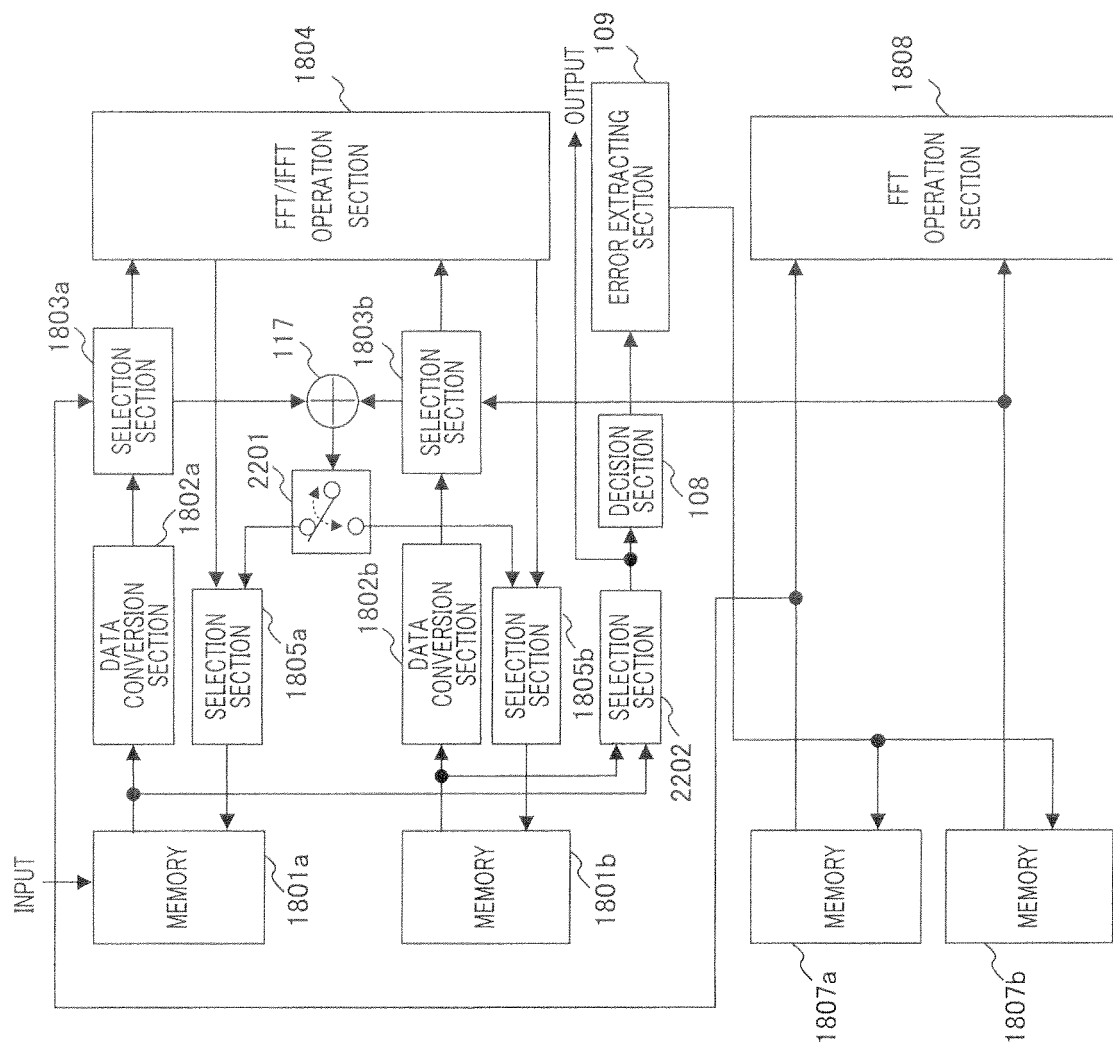 INPUT
MEMORY
1801a
DATA
CONVERSION
SECTION
1802a
SELECTION
SECTION
1803a
FFT/IFFT
OPERATION
SECTION
1804
SELECTION
SECTION
1805a
2201
117
MEMORY
1801b
DATA
CONVERSION
SECTION
1802b
SELECTION
SECTION
1803b
SELECTION
SECTION
1805b
SELECTION
SECTION
2202
DECISION
SECTION
108
OUTPUT
ERROR EXTRACTING
SECTION
109
MEMORY
1807a
MEMORY
1807b
FFT
OPERATION
SECTION
1808